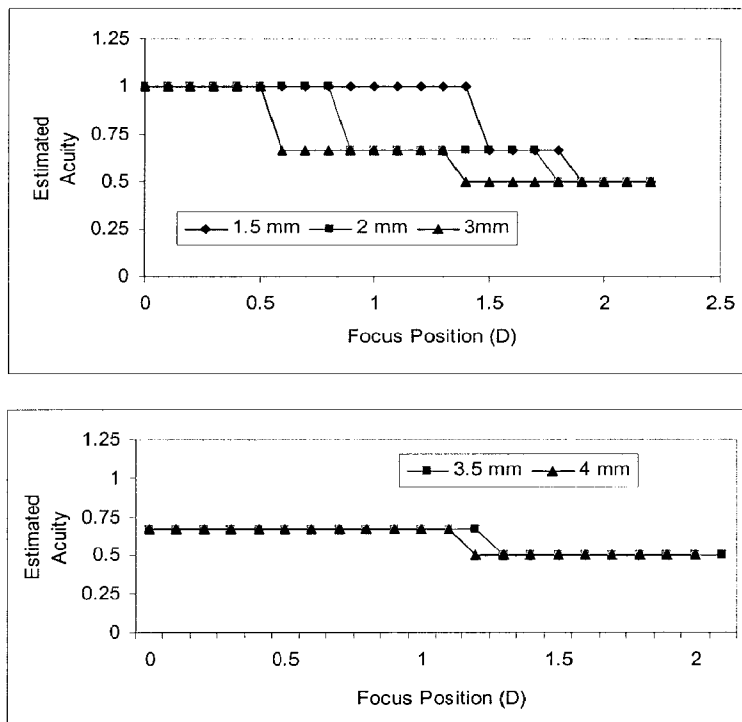 1.25
1
0.75
0.5
0.25
0
Estimated
Acuity
1.5 mm 2 mm 3mm
0 0.5 1 1.5 2 2.5
Focus Position (D)
1.25
1
0.75
0.5
0.25
0
Estimated
Acuity
3.5 mm 4 mm
0 0.5 1 1.5 2
Focus Position (D)